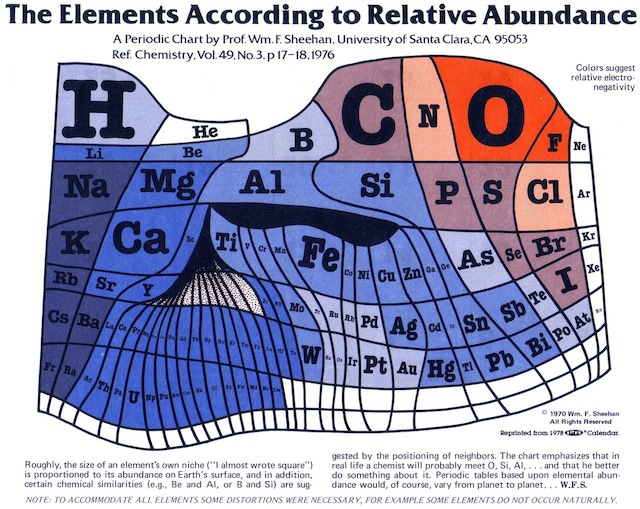 The Elements According to Relative Abundance
A Periodic Chart by Prof. Wm. F. Sheehan, University of Santa Clara, CA 95053
Ref. Chemistry, Vol. 49, No. 3, p 17–18, 1976
Colors suggest
relative electro-
negativity
H He B C N O F Ne
Li Be
Na Mg Al Si P S Cl Ar
K Ca Sc Ti V Cr Mn Fe Co Ni Cu Zn Ga Ge As Se Br Kr
Rb Sr Y Mo Ru Rh Pd Ag Cd In Sn Sb Te I Xe
Cs Ba La Ce W Ir Pt Au Hg Tl Pb Bi Po At
Fr Ra Ac Th Pa U Np
© 1970 Wm. F. Sheehan
All Rights Reserved
Reprinted from 1978 Calendar.
Roughly, the size of an element's own niche ("I almost wrote square")
is proportioned to its abundance on Earth's surface, and in addition,
certain chemical similarities (e.g., Be and Al, or B and Si) are sug-
gested by the positioning of neighbors. The chart emphasizes that in
real life a chemist will probably meet O, Si, Al, . . . and that he better
do something about it. Periodic tables based upon elemental abun-
dance would, of course, vary from planet to planet . . . W.F.S.
NOTE: TO ACCOMMODATE ALL ELEMENTS SOME DISTORTIONS WERE NECESSARY, FOR EXAMPLE SOME ELEMENTS DO NOT OCCUR NATURALLY.